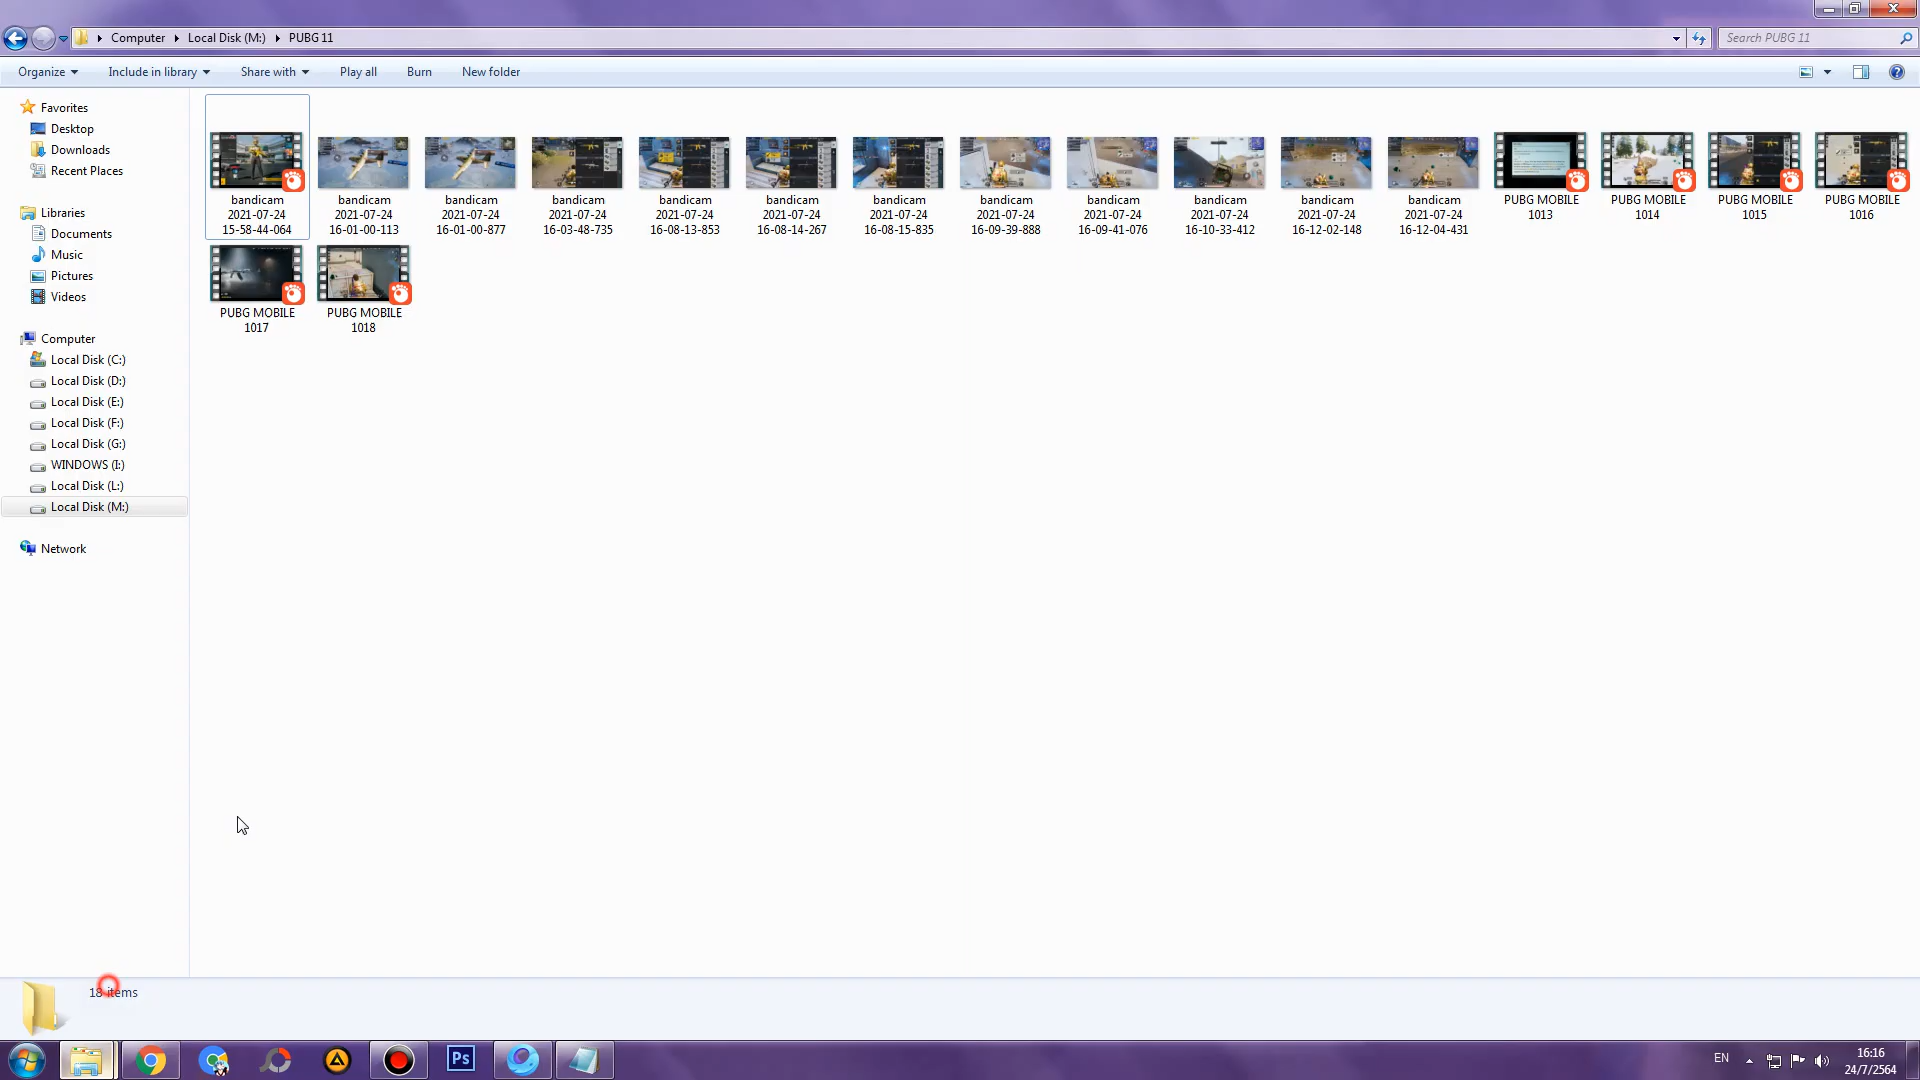 Computer Local Disk (M:) PUBG 11
Search PUBG 11
Organize Include in library Share with Play all Burn New folder
Favorites
Desktop
Downloads
Recent Places
Libraries
Documents
Music
Pictures
Videos
Computer
Local Disk (C:)
Local Disk (D:)
Local Disk (E:)
Local Disk (F:)
Local Disk (G:)
WINDOWS (I:)
Local Disk (L:)
Local Disk (M:)
Network
bandicam
2021-07-24
15-58-44-064
bandicam
2021-07-24
16-01-00-113
bandicam
2021-07-24
16-01-00-877
bandicam
2021-07-24
16-03-48-735
bandicam
2021-07-24
16-08-13-853
bandicam
2021-07-24
16-08-14-267
bandicam
2021-07-24
16-08-15-835
bandicam
2021-07-24
16-09-39-888
bandicam
2021-07-24
16-09-41-076
bandicam
2021-07-24
16-10-33-412
bandicam
2021-07-24
16-12-02-148
bandicam
2021-07-24
16-12-04-431
PUBG MOBILE
1013
PUBG MOBILE
1014
PUBG MOBILE
1015
PUBG MOBILE
1016
PUBG MOBILE
1017
PUBG MOBILE
1018
18 items
Ps
EN
16:16
24/7/2564